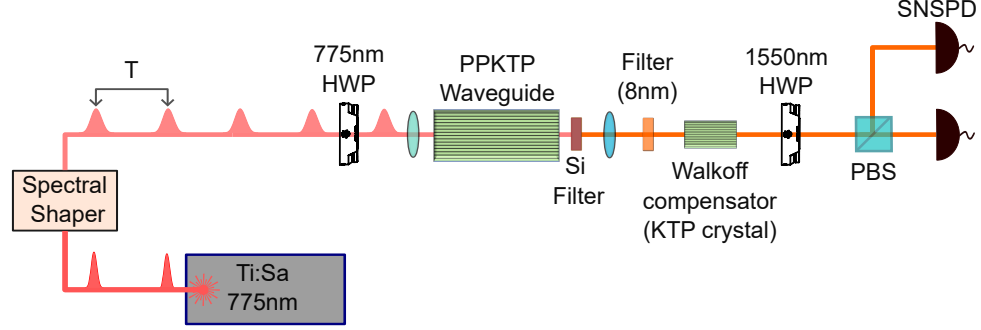 SNSPD
775nm
HWP
T
PPKTP
Waveguide
Filter
(8nm)
1550nm
HWP
Si
Filter
Walkoff
compensator
(KTP crystal)
PBS
Spectral
Shaper
Ti:Sa
775nm